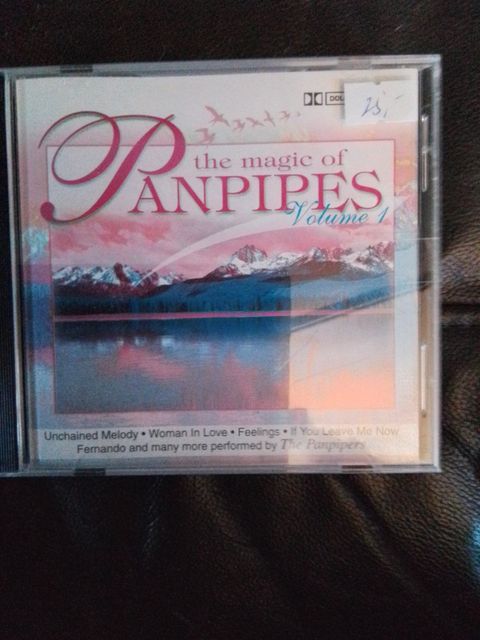 25,-
the magic of
PANPIPES
Volume 1
Unchained Melody • Woman In Love • Feelings • If You Leave Me Now
Fernando and many more performed by The Panpipers